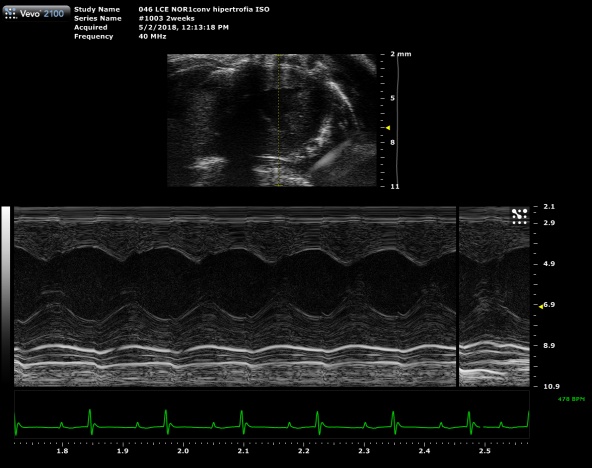 Vevo 2100
Study Name 046 LCE NOR1conv hipertrofia ISO
Series Name #1003 2weeks
Acquired 5/2/2018, 12:13:18 PM
Frequency 40 MHz
2 mm
5
8
11
2.1
2.9
4.9
6.9
8.9
10.9
478 BPM
1.8 1.9 2.0 2.1 2.2 2.3 2.4 2.5